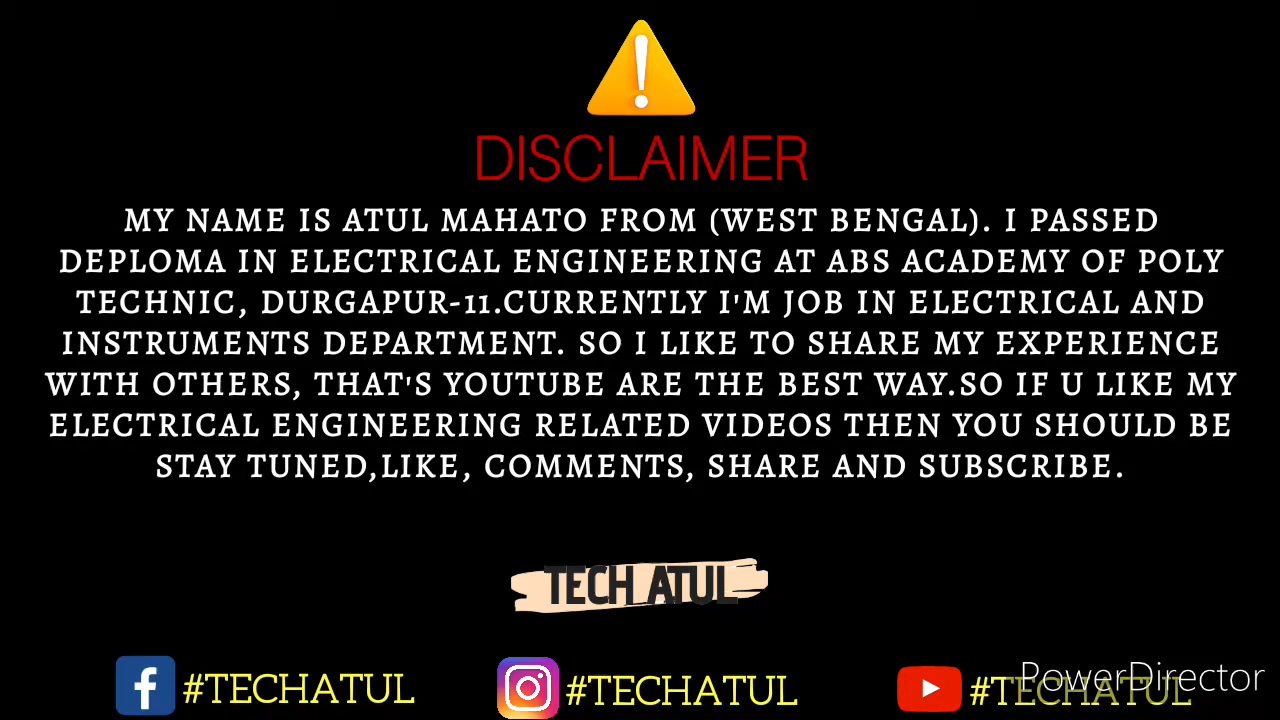 DISCLAIMER
MY NAME IS ATUL MAHATO FROM (WEST BENGAL). I PASSED
DEPLOMA IN ELECTRICAL ENGINEERING AT ABS ACADEMY OF POLY
TECHNIC, DURGAPUR-11.CURRENTLY I'M JOB IN ELECTRICAL AND
INSTRUMENTS DEPARTMENT. SO I LIKE TO SHARE MY EXPERIENCE
WITH OTHERS, THAT'S YOUTUBE ARE THE BEST WAY.SO IF U LIKE MY
ELECTRICAL ENGINEERING RELATED VIDEOS THEN YOU SHOULD BE
STAY TUNED,LIKE, COMMENTS, SHARE AND SUBSCRIBE.
TECH ATUL
#TECHATUL #TECHATUL #TECHATUL
PowerDirector